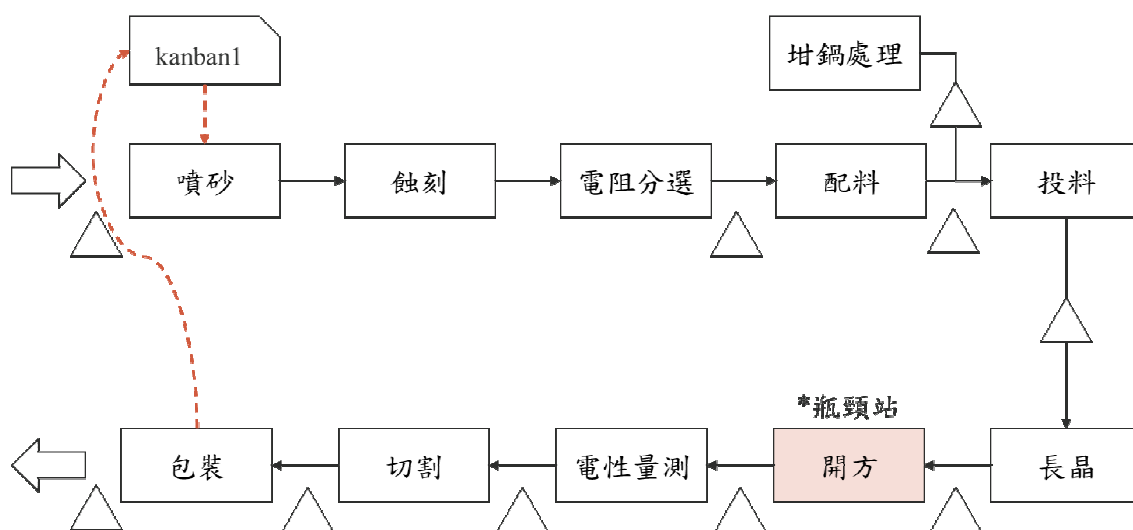 kanban1
坩鍋處理
噴砂
蝕刻
電阻分選
配料
投料
*瓶頸站
包裝
切割
電性量測
開方
長晶